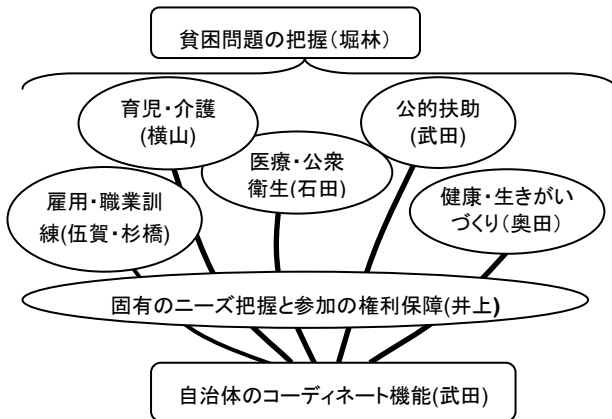 貧困問題の把握(堀林)
育児・介護
(横山)
公的扶助
(武田)
医療・公衆
衛生(石田)
雇用・職業訓
練(伍賀・杉橋)
健康・生きがい
づくり(奥田)
固有のニーズ把握と参加の権利保障(井上)
自治体のコーディネート機能(武田)